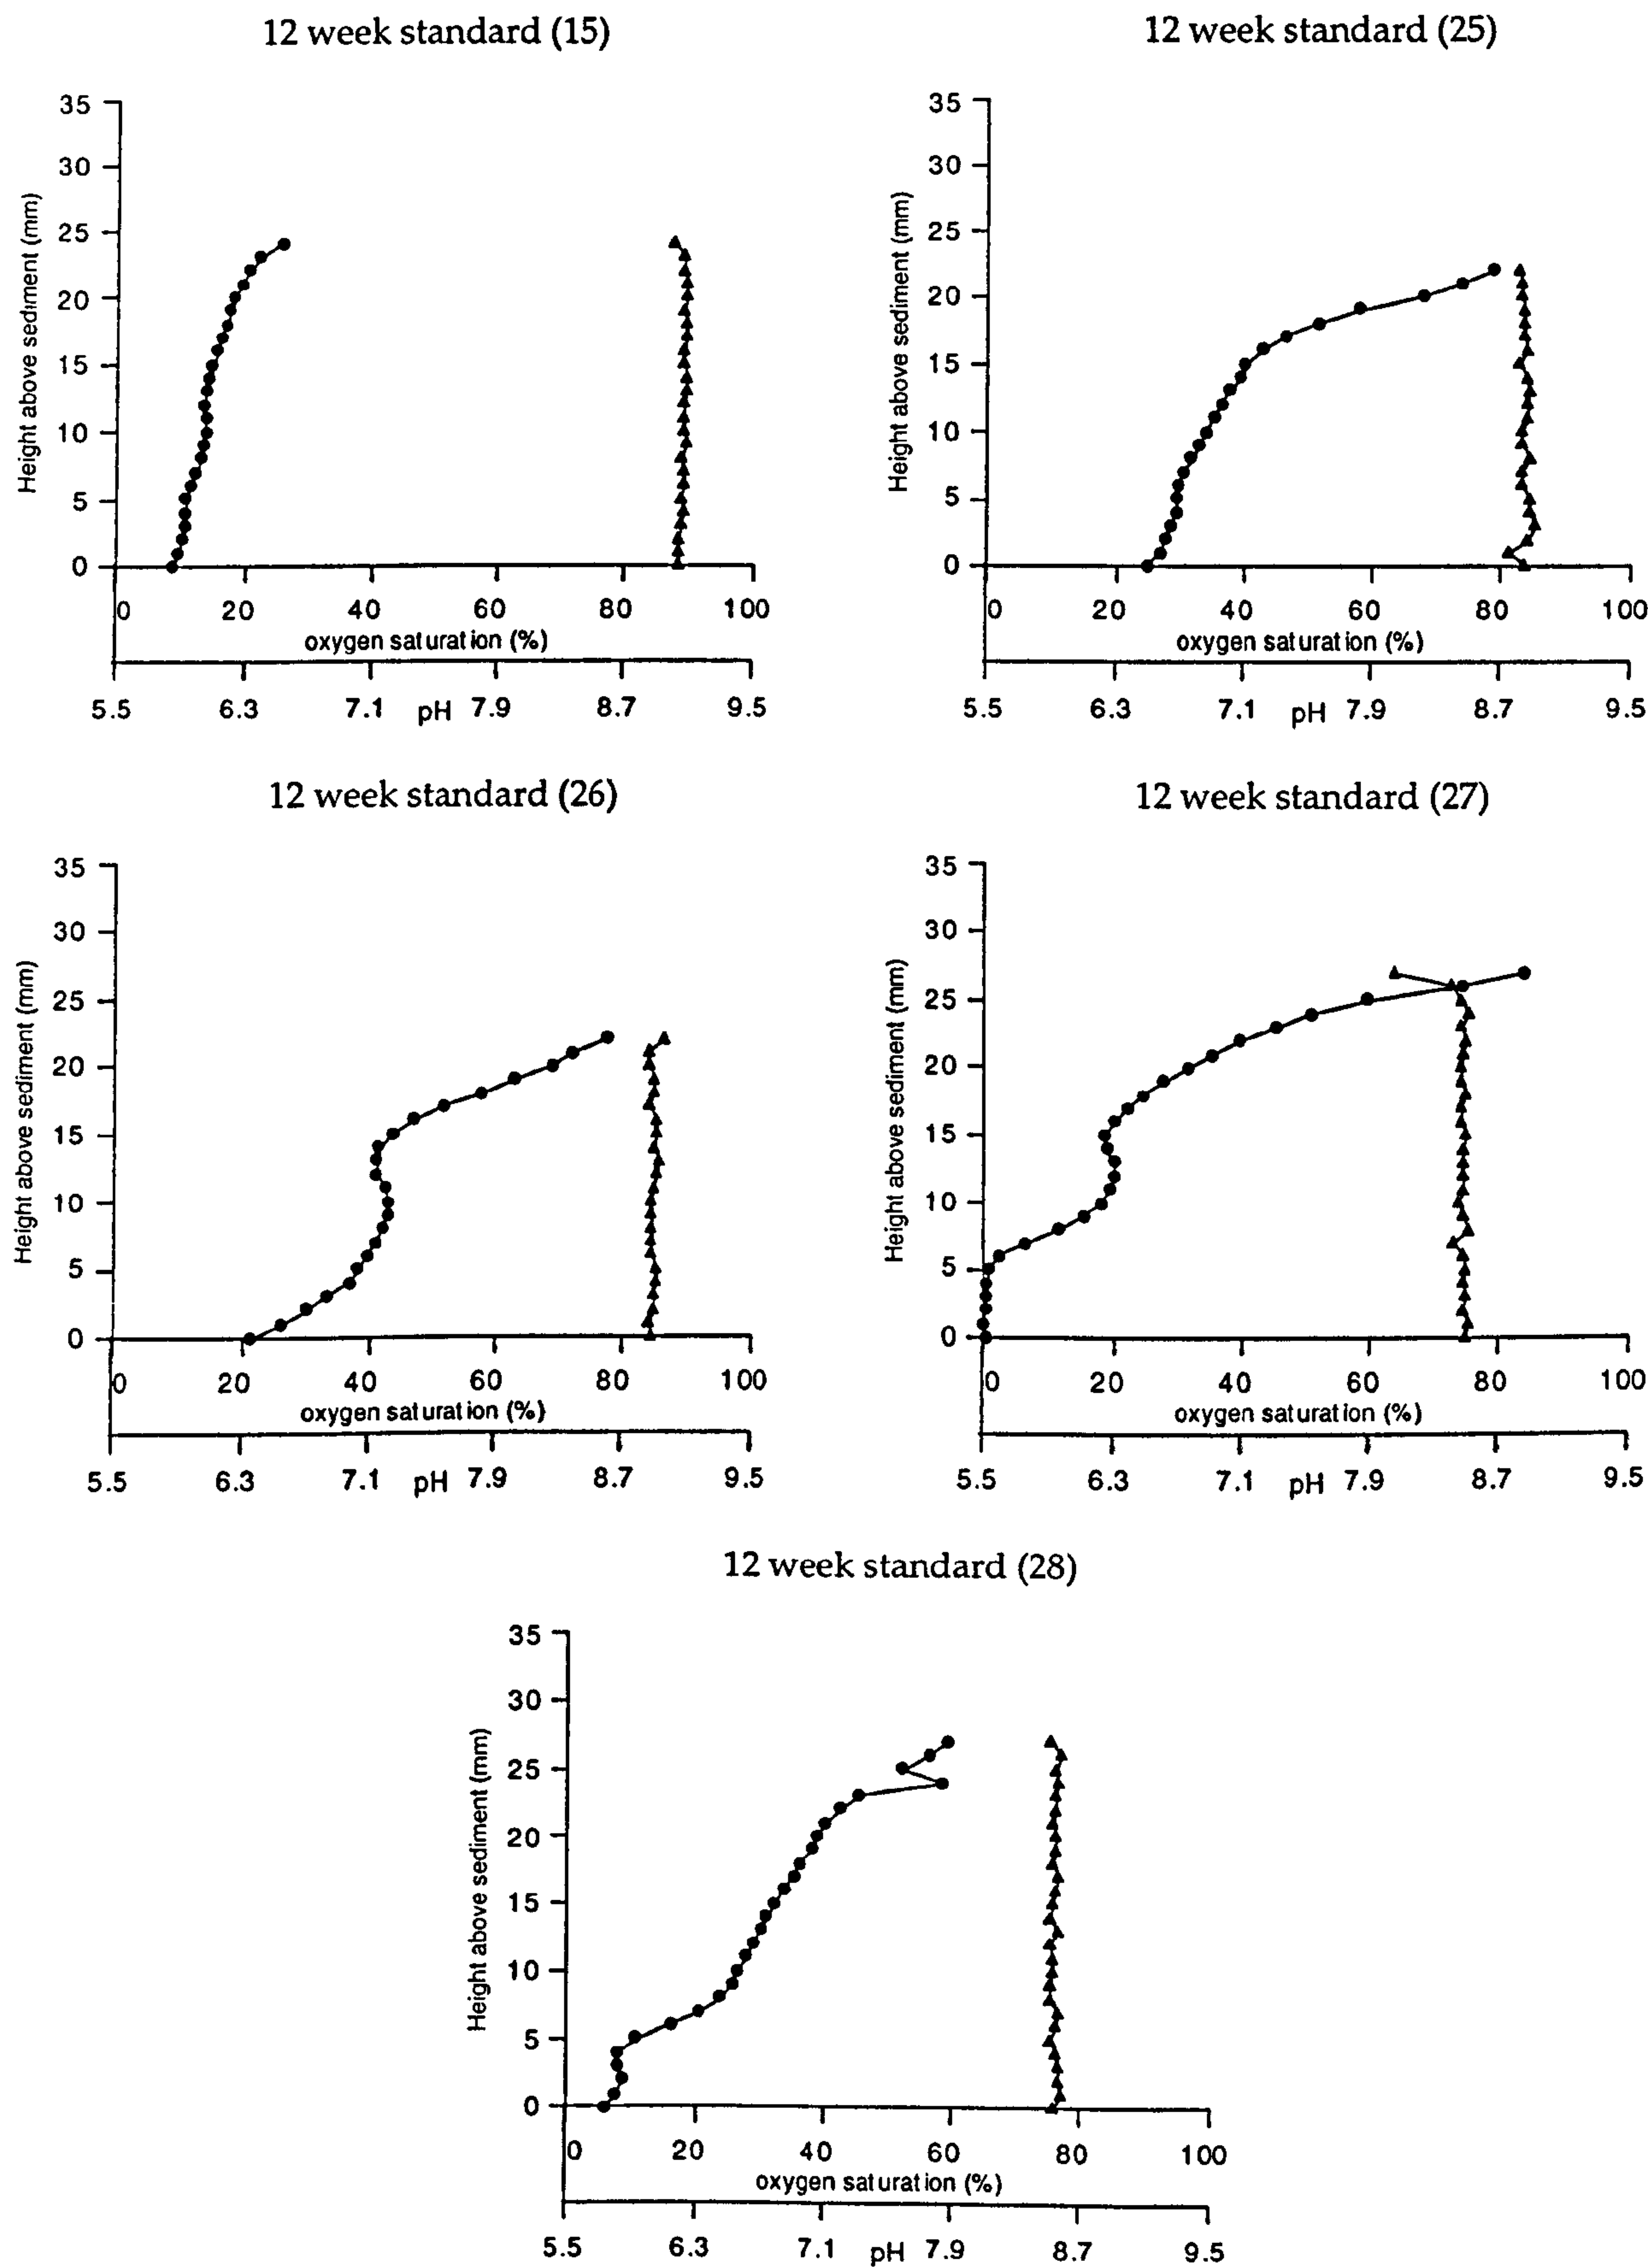 12 week standard (15)
12 week standard (25)
35
30
25
20
15
10
5
0
Height above sediment (mm)
0 20 40 60 80 100
oxygen saturation (%)
5.5 6.3 7.1 pH 7.9 8.7 9.5
35
30
25
20
15
10
5
0
Height above sediment (mm)
0 20 40 60 80 100
oxygen saturation (%)
5.5 6.3 7.1 pH 7.9 8.7 9.5
12 week standard (26)
12 week standard (27)
35
30
25
20
15
10
5
0
Height above sediment (mm)
0 20 40 60 80 100
oxygen saturation (%)
5.5 6.3 7.1 pH 7.9 8.7 9.5
35
30
25
20
15
10
5
0
Height above sediment (mm)
0 20 40 60 80 100
oxygen saturation (%)
5.5 6.3 7.1 pH 7.9 8.7 9.5
12 week standard (28)
35
30
25
20
15
10
5
0
Height above sediment (mm)
0 20 40 60 80 100
oxygen saturation (%)
5.5 6.3 7.1 pH 7.9 8.7 9.5